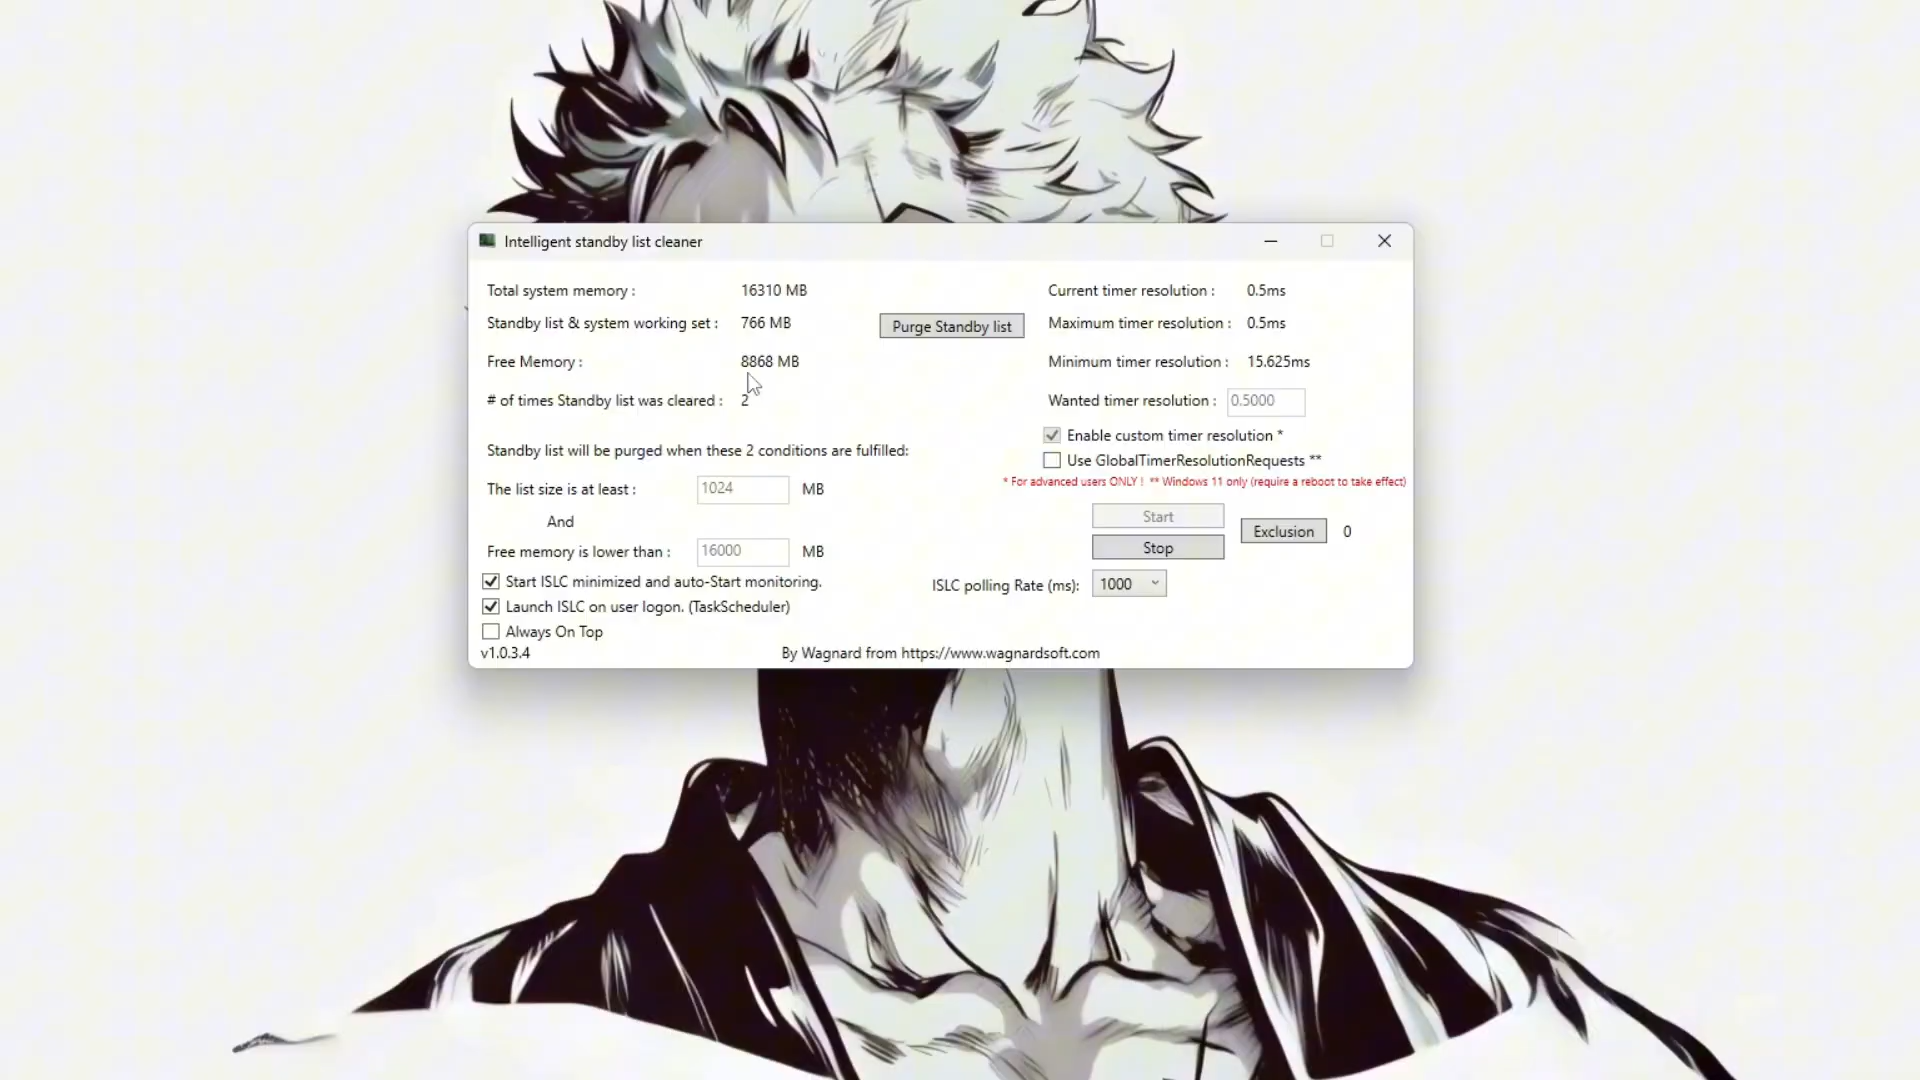 Intelligent standby list cleaner
Total system memory : 16310 MB
Standby list & system working set : 766 MB
Purge Standby list
Free Memory : 8868 MB
# of times Standby list was cleared : 2
Standby list will be purged when these 2 conditions are fulfilled:
The list size is at least : 1024 MB
And
Free memory is lower than : 16000 MB
Start ISLC minimized and auto-Start monitoring.
Launch ISLC on user logon. (TaskScheduler)
Always On Top
v1.0.3.4
Current timer resolution : 0.5ms
Maximum timer resolution : 0.5ms
Minimum timer resolution : 15.625ms
Wanted timer resolution : 0.5000
Enable custom timer resolution *
Use GlobalTimerResolutionRequests **
* For advanced users ONLY ! ** Windows 11 only (require a reboot to take effect)
Start
Stop
Exclusion 0
ISLC polling Rate (ms): 1000
By Wagnard from https://www.wagnardsoft.com